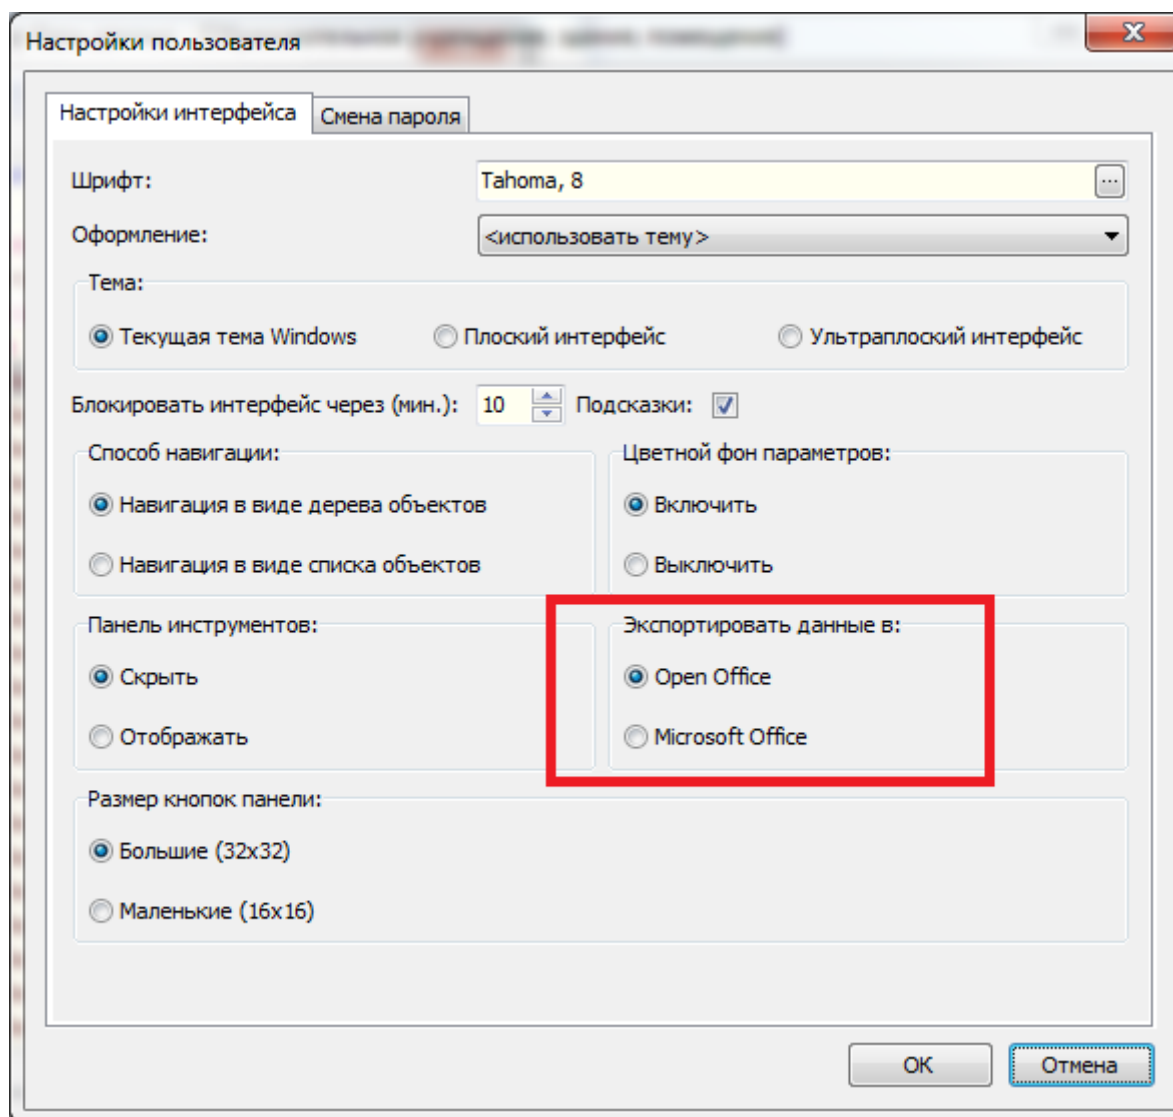 Настройки пользователя
Настройки интерфейса Смена пароля
Шрифт: Tahoma, 8 ...
Оформление: <использовать тему>
Тема:
Текущая тема Windows Плоский интерфейс Ультраплоский интерфейс
Блокировать интерфейс через (мин.): 10 Подсказки:
Способ навигации: Цветной фон параметров:
Навигация в виде дерева объектов Включить
Навигация в виде списка объектов Выключить
Панель инструментов: Экспортировать данные в:
Скрыть Open Office
Отображать Microsoft Office
Размер кнопок панели:
Большие (32x32)
Маленькие (16x16)
ОК Отмена